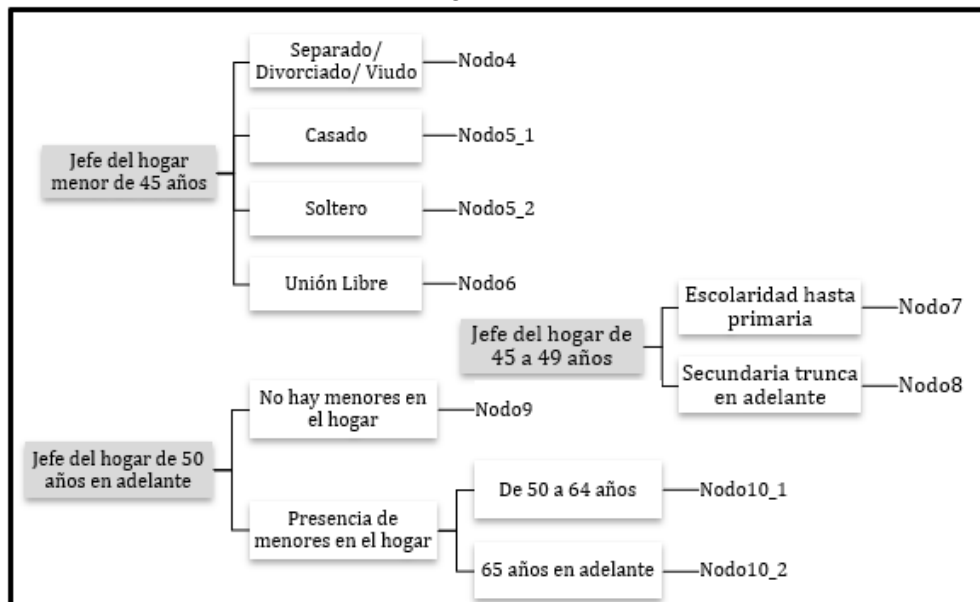 Jefe del hogar
menor de 45 años
Separado/
Divorciado/ Viudo
Nodo4
Casado
Nodo5_1
Soltero
Nodo5_2
Unión Libre
Nodo6
Jefe del hogar de
45 a 49 años
Escolaridad hasta
primaria
Nodo7
Secundaria trunca
en adelante
Nodo8
Jefe del hogar de 50
años en adelante
No hay menores en
el hogar
Nodo9
Presencia de
menores en el hogar
De 50 a 64 años
Nodo10_1
65 años en adelante
Nodo10_2